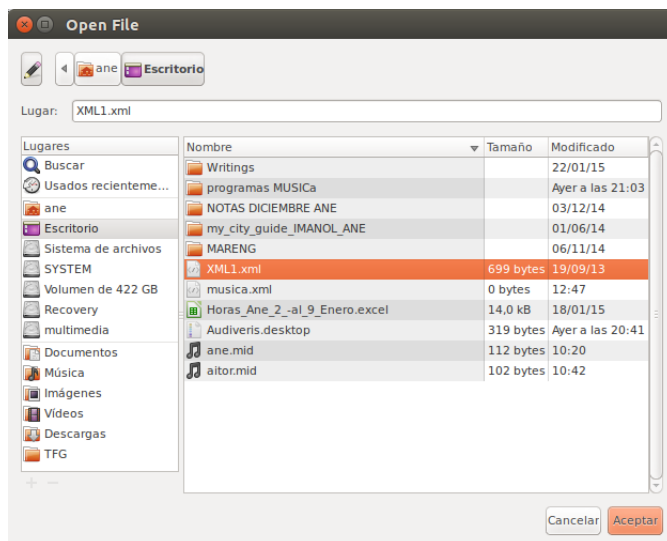 Open File
ane Escritorio
Lugar: XML1.xml
Lugares
Buscar
Usados recienteme...
ane
Escritorio
Sistema de archivos
SYSTEM
Volumen de 422 GB
Recovery
multimedia
Documentos
Música
Imágenes
Vídeos
Descargas
TFG
Nombre Tamaño Modificado
Writings 22/01/15
programas MUSICa Ayer a las 21:03
NOTAS DICIEMBRE ANE 03/12/14
my_city_guide_IMANOL_ANE 01/06/14
MARENG 06/11/14
XML1.xml 699 bytes 19/09/13
musica.xml 0 bytes 12:47
Horas_Ane_2_-al_9_Enero.excel 14,0 kB 18/01/15
Audiveris.desktop 319 bytes Ayer a las 20:41
ane.mid 112 bytes 10:20
aitor.mid 102 bytes 10:42
Cancelar Aceptar